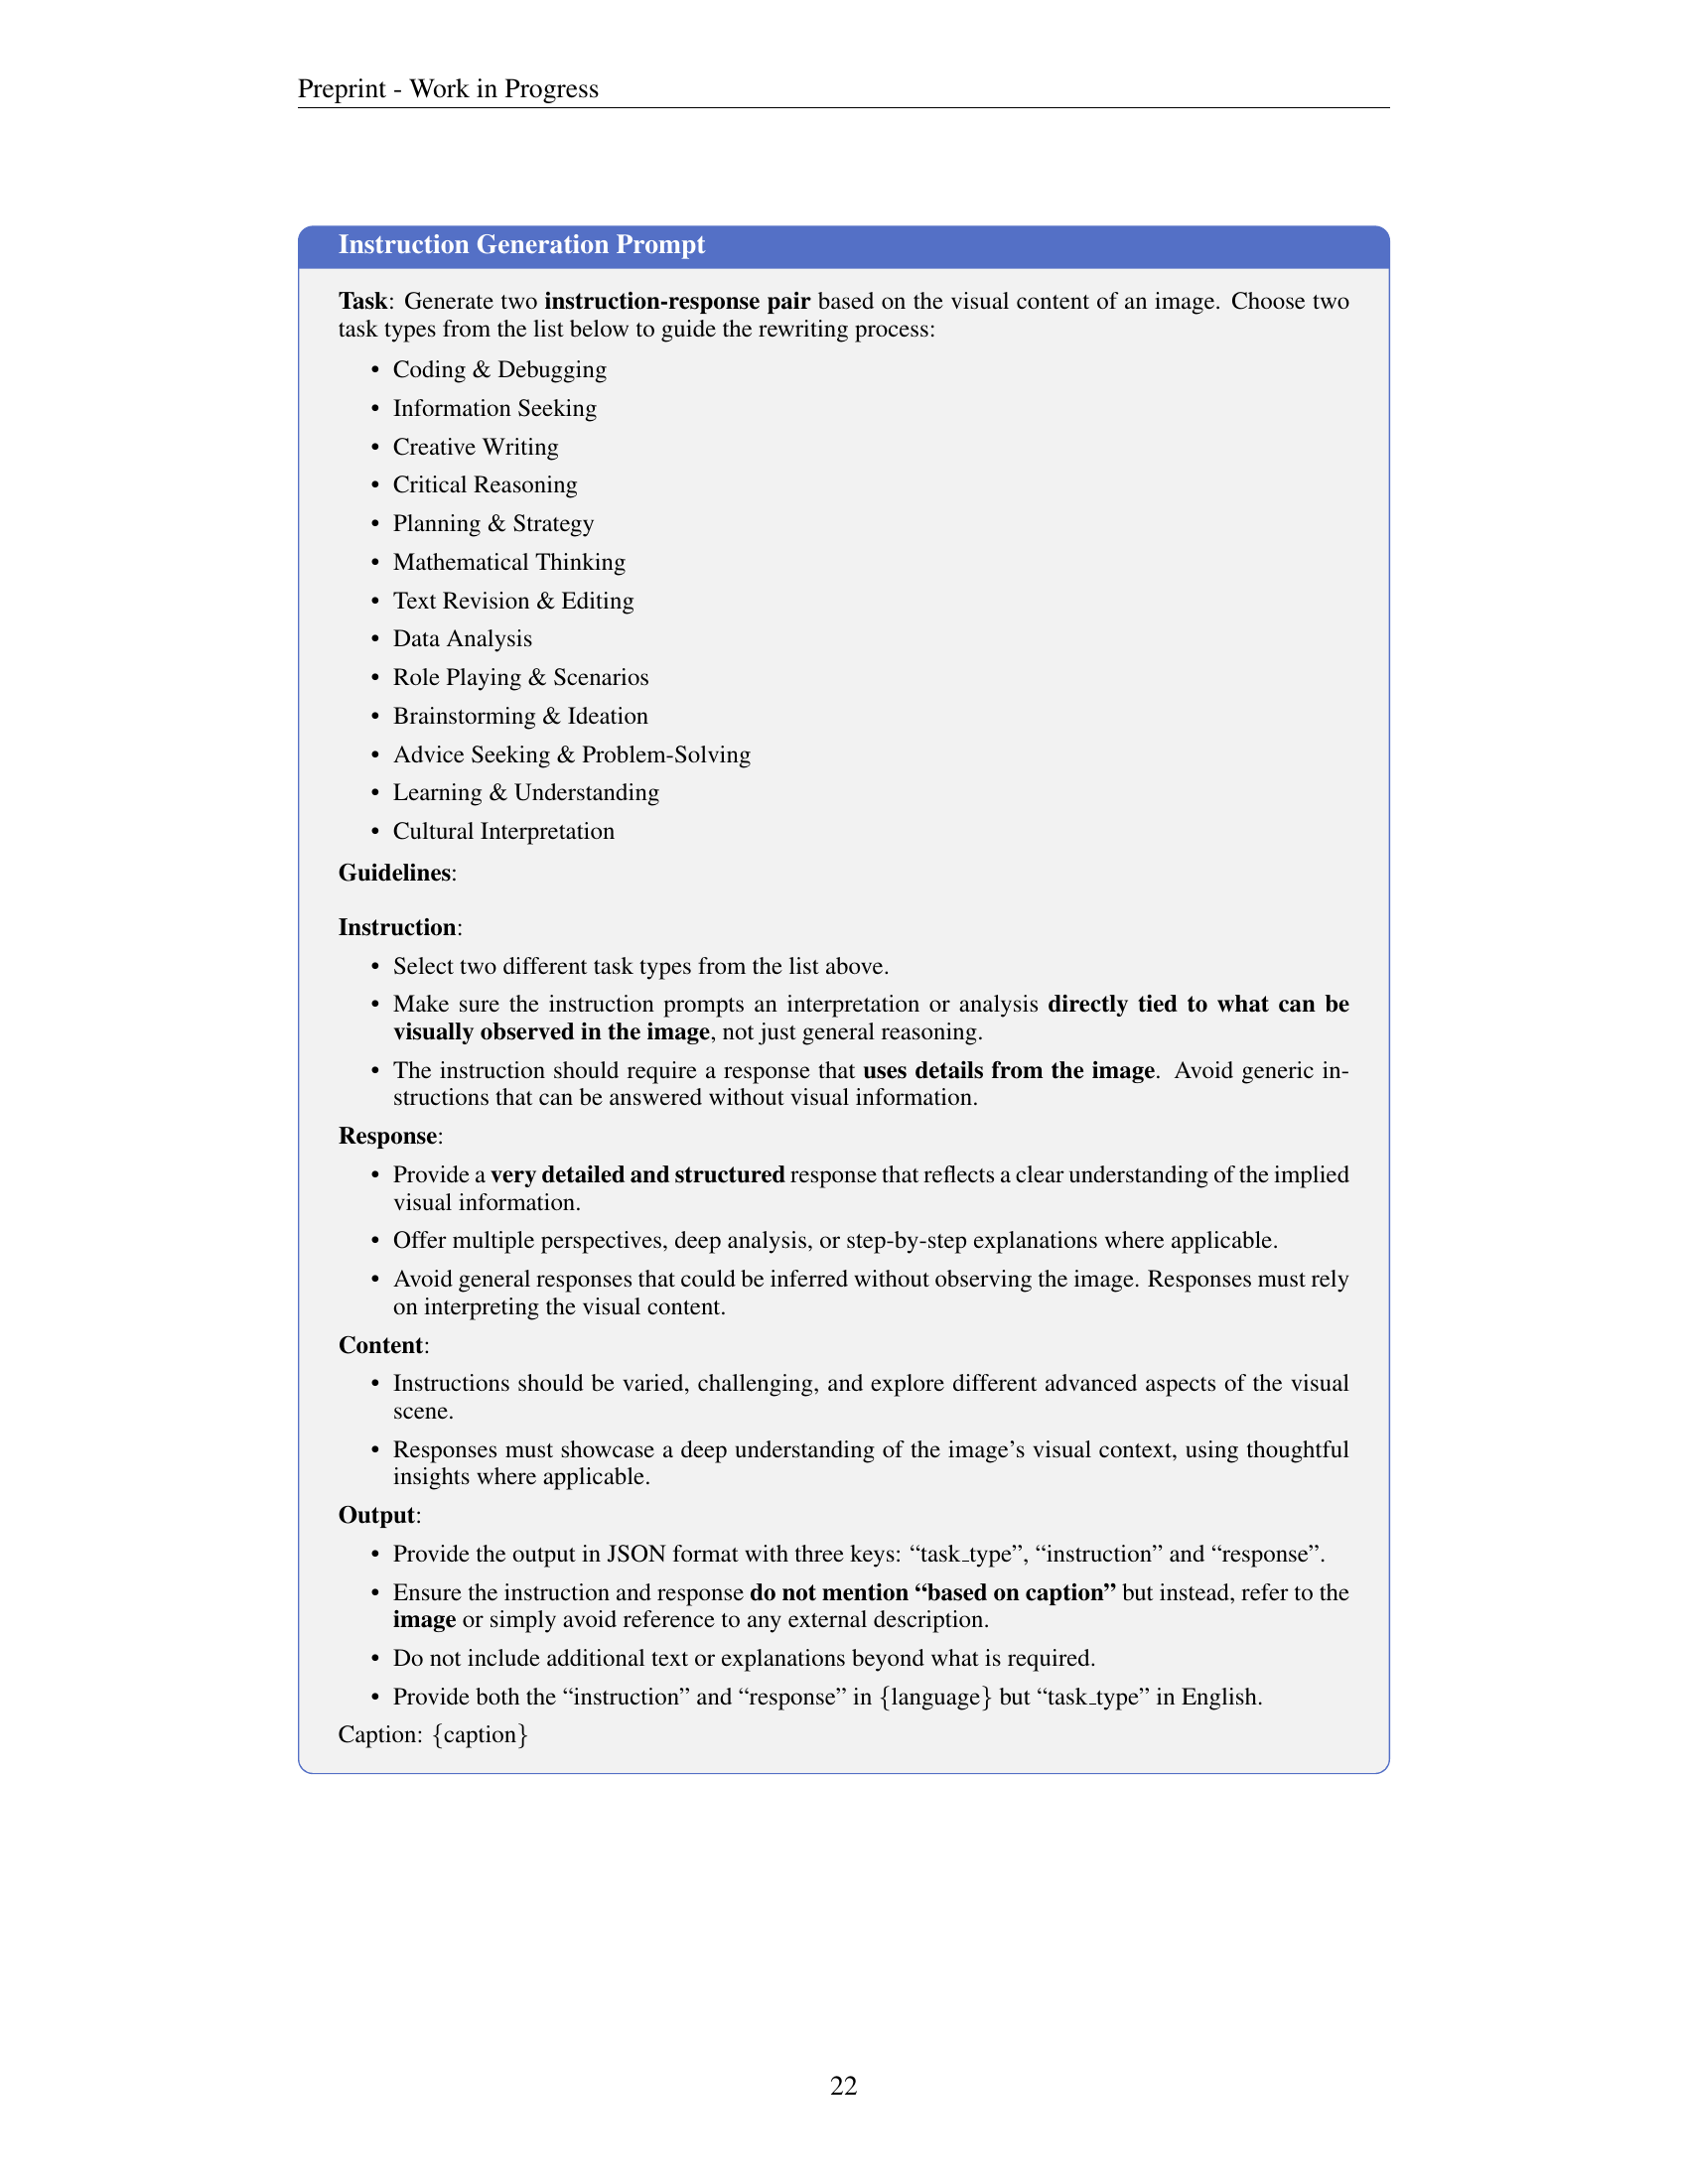 Preprint - Work in Progress
Instruction Generation Prompt
Task: Generate two instruction-response pair based on the visual content of an image. Choose two
task types from the list below to guide the rewriting process:
• Coding & Debugging
• Information Seeking
• Creative Writing
• Critical Reasoning
• Planning & Strategy
• Mathematical Thinking
• Text Revision & Editing
• Data Analysis
• Role Playing & Scenarios
• Brainstorming & Ideation
• Advice Seeking & Problem-Solving
• Learning & Understanding
• Cultural Interpretation
Guidelines:
Instruction:
• Select two different task types from the list above.
• Make sure the instruction prompts an interpretation or analysis directly tied to what can be
visually observed in the image, not just general reasoning.
• The instruction should require a response that uses details from the image. Avoid generic in-
structions that can be answered without visual information.
Response:
• Provide a very detailed and structured response that reflects a clear understanding of the implied
visual information.
• Offer multiple perspectives, deep analysis, or step-by-step explanations where applicable.
• Avoid general responses that could be inferred without observing the image. Responses must rely
on interpreting the visual content.
Content:
• Instructions should be varied, challenging, and explore different advanced aspects of the visual
scene.
• Responses must showcase a deep understanding of the image's visual context, using thoughtful
insights where applicable.
Output:
• Provide the output in JSON format with three keys: “task_type”, “instruction” and “response”.
• Ensure the instruction and response do not mention “based on caption” but instead, refer to the
image or simply avoid reference to any external description.
• Do not include additional text or explanations beyond what is required.
• Provide both the “instruction” and “response” in {language} but “task_type” in English.
Caption: {caption}
22